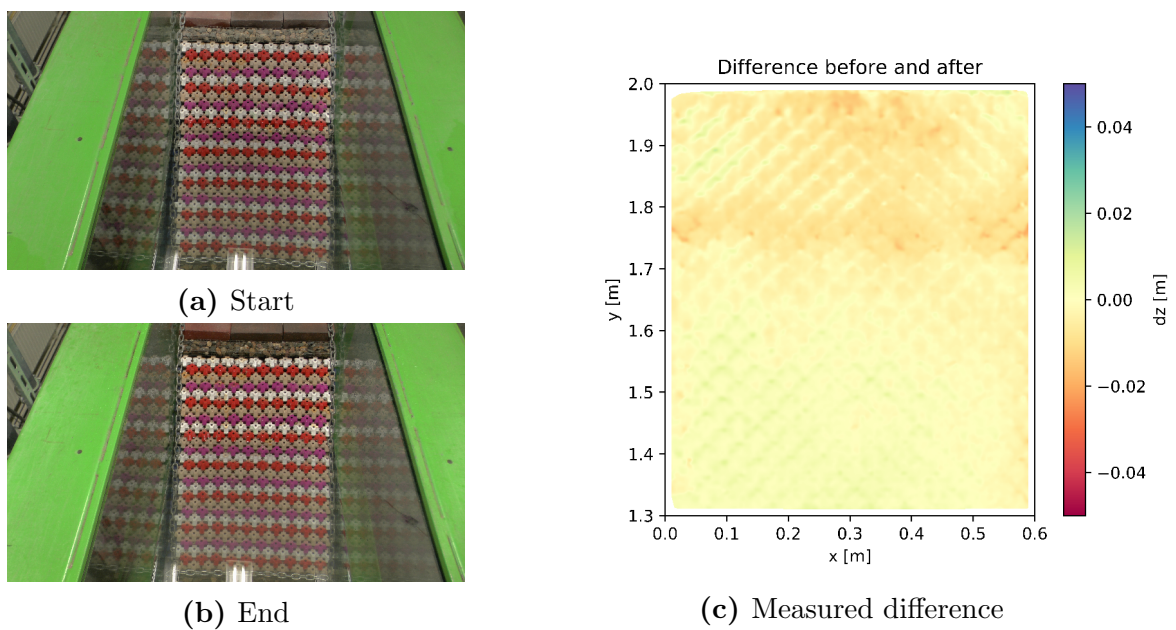 (a) Start
(b) End
Difference before and after
2.0
1.9
1.8
1.7
1.6
1.5
1.4
1.3
y [m]
0.0 0.1 0.2 0.3 0.4 0.5 0.6
x [m]
0.04
0.02
0.00
−0.02
−0.04
dz [m]
(c) Measured difference